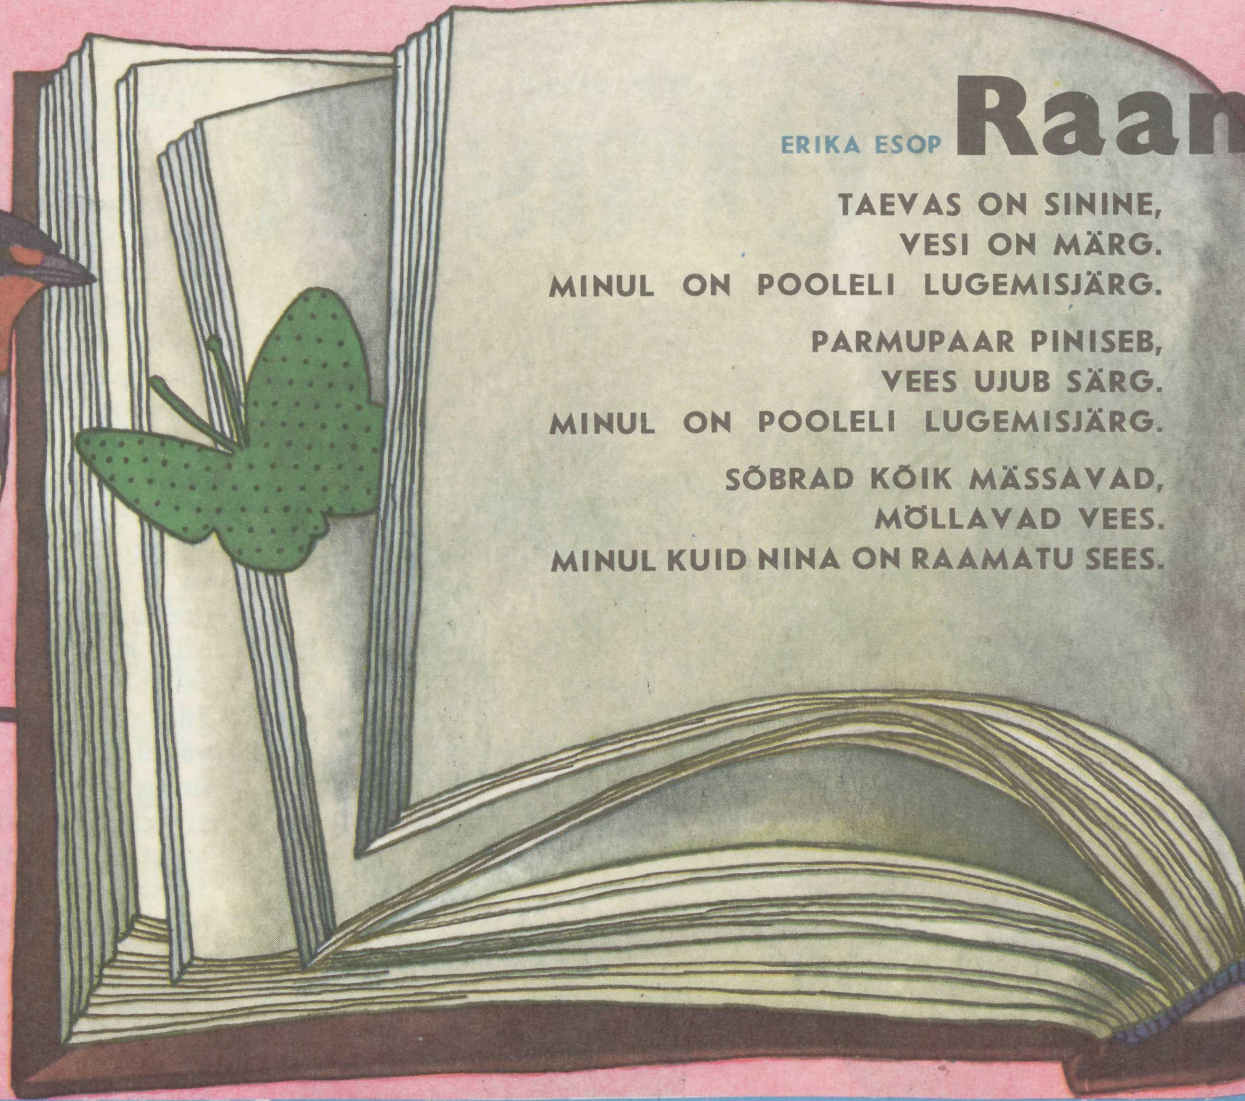 ERIKA ESOP Raam
TAEVAS ON SININE,
VESI ON MÄRG.
MINUL ON POOLELI LUGEMISJÄRG.
PARMUPAAR PINISEB,
VEES UJUB SÄRG.
MINUL ON POOLELI LUGEMISJÄRG.
SÕBRAD KÕIK MÄSSAVAD,
MÖLLAVAD VEES.
MINUL KUID NINA ON RAAMATU SEES.